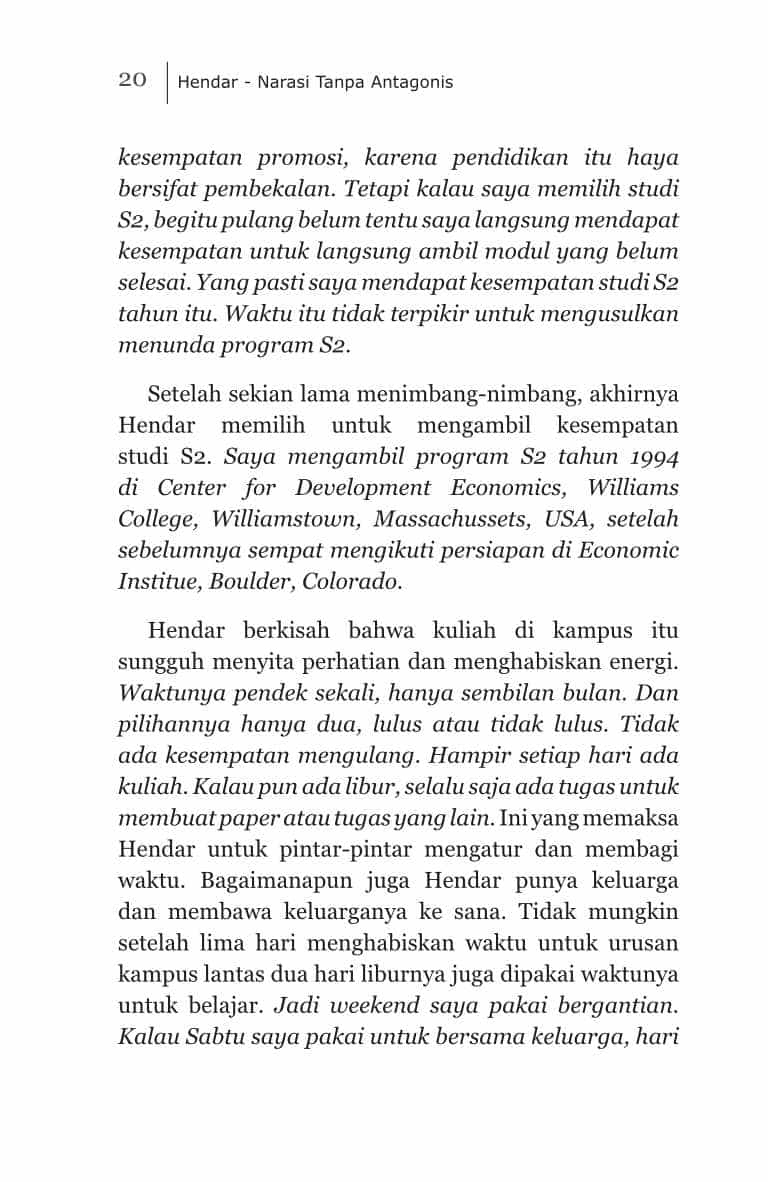 20 Hendar - Narasi Tanpa Antagonis
kesempatan promosi, karena pendidikan itu haya
bersifat pembekalan. Tetapi kalau saya memilih studi
S2, begitu pulang belum tentu saya langsung mendapat
kesempatan untuk langsung ambil modul yang belum
selesai. Yang pasti saya mendapat kesempatan studi S2
tahun itu. Waktu itu tidak terpikir untuk mengusulkan
menunda program S2.
Setelah sekian lama menimbang-nimbang, akhirnya
Hendar memilih untuk mengambil kesempatan
studi S2. Saya mengambil program S2 tahun 1994
di Center for Development Economics, Williams
College, Williamstown, Massachussets, USA, setelah
sebelumnya sempat mengikuti persiapan di Economic
Institue, Boulder, Colorado.
Hendar berkisah bahwa kuliah di kampus itu
sungguh menyita perhatian dan menghabiskan energi.
Waktunya pendek sekali, hanya sembilan bulan. Dan
pilihannya hanya dua, lulus atau tidak lulus. Tidak
ada kesempatan mengulang. Hampir setiap hari ada
kuliah. Kalau pun ada libur, selalu saja ada tugas untuk
membuat paper atau tugas yang lain. Ini yang memaksa
Hendar untuk pintar-pintar mengatur dan membagi
waktu. Bagaimanapun juga Hendar punya keluarga
dan membawa keluarganya ke sana. Tidak mungkin
setelah lima hari menghabiskan waktu untuk urusan
kampus lantas dua hari liburnya juga dipakai waktunya
untuk belajar. Jadi weekend saya pakai bergantian.
Kalau Sabtu saya pakai untuk bersama keluarga, hari